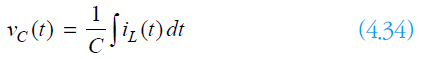 v_C(t) = \frac{1}{C} \int i_L(t) dt (4.34)